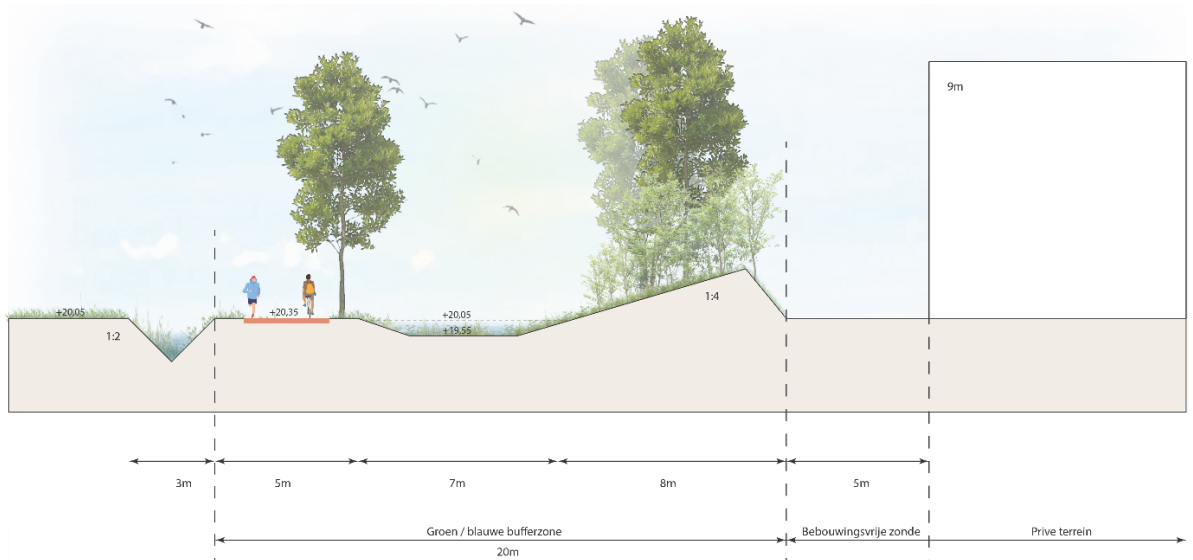 9m
1:4
+20,05
+20,35
+20,05
1:2
+19,55
3m
5m
7m
8m
5m
Groen / blauwe bufferzone
Bebouwingsvrije zonde
Prive terrein
20m